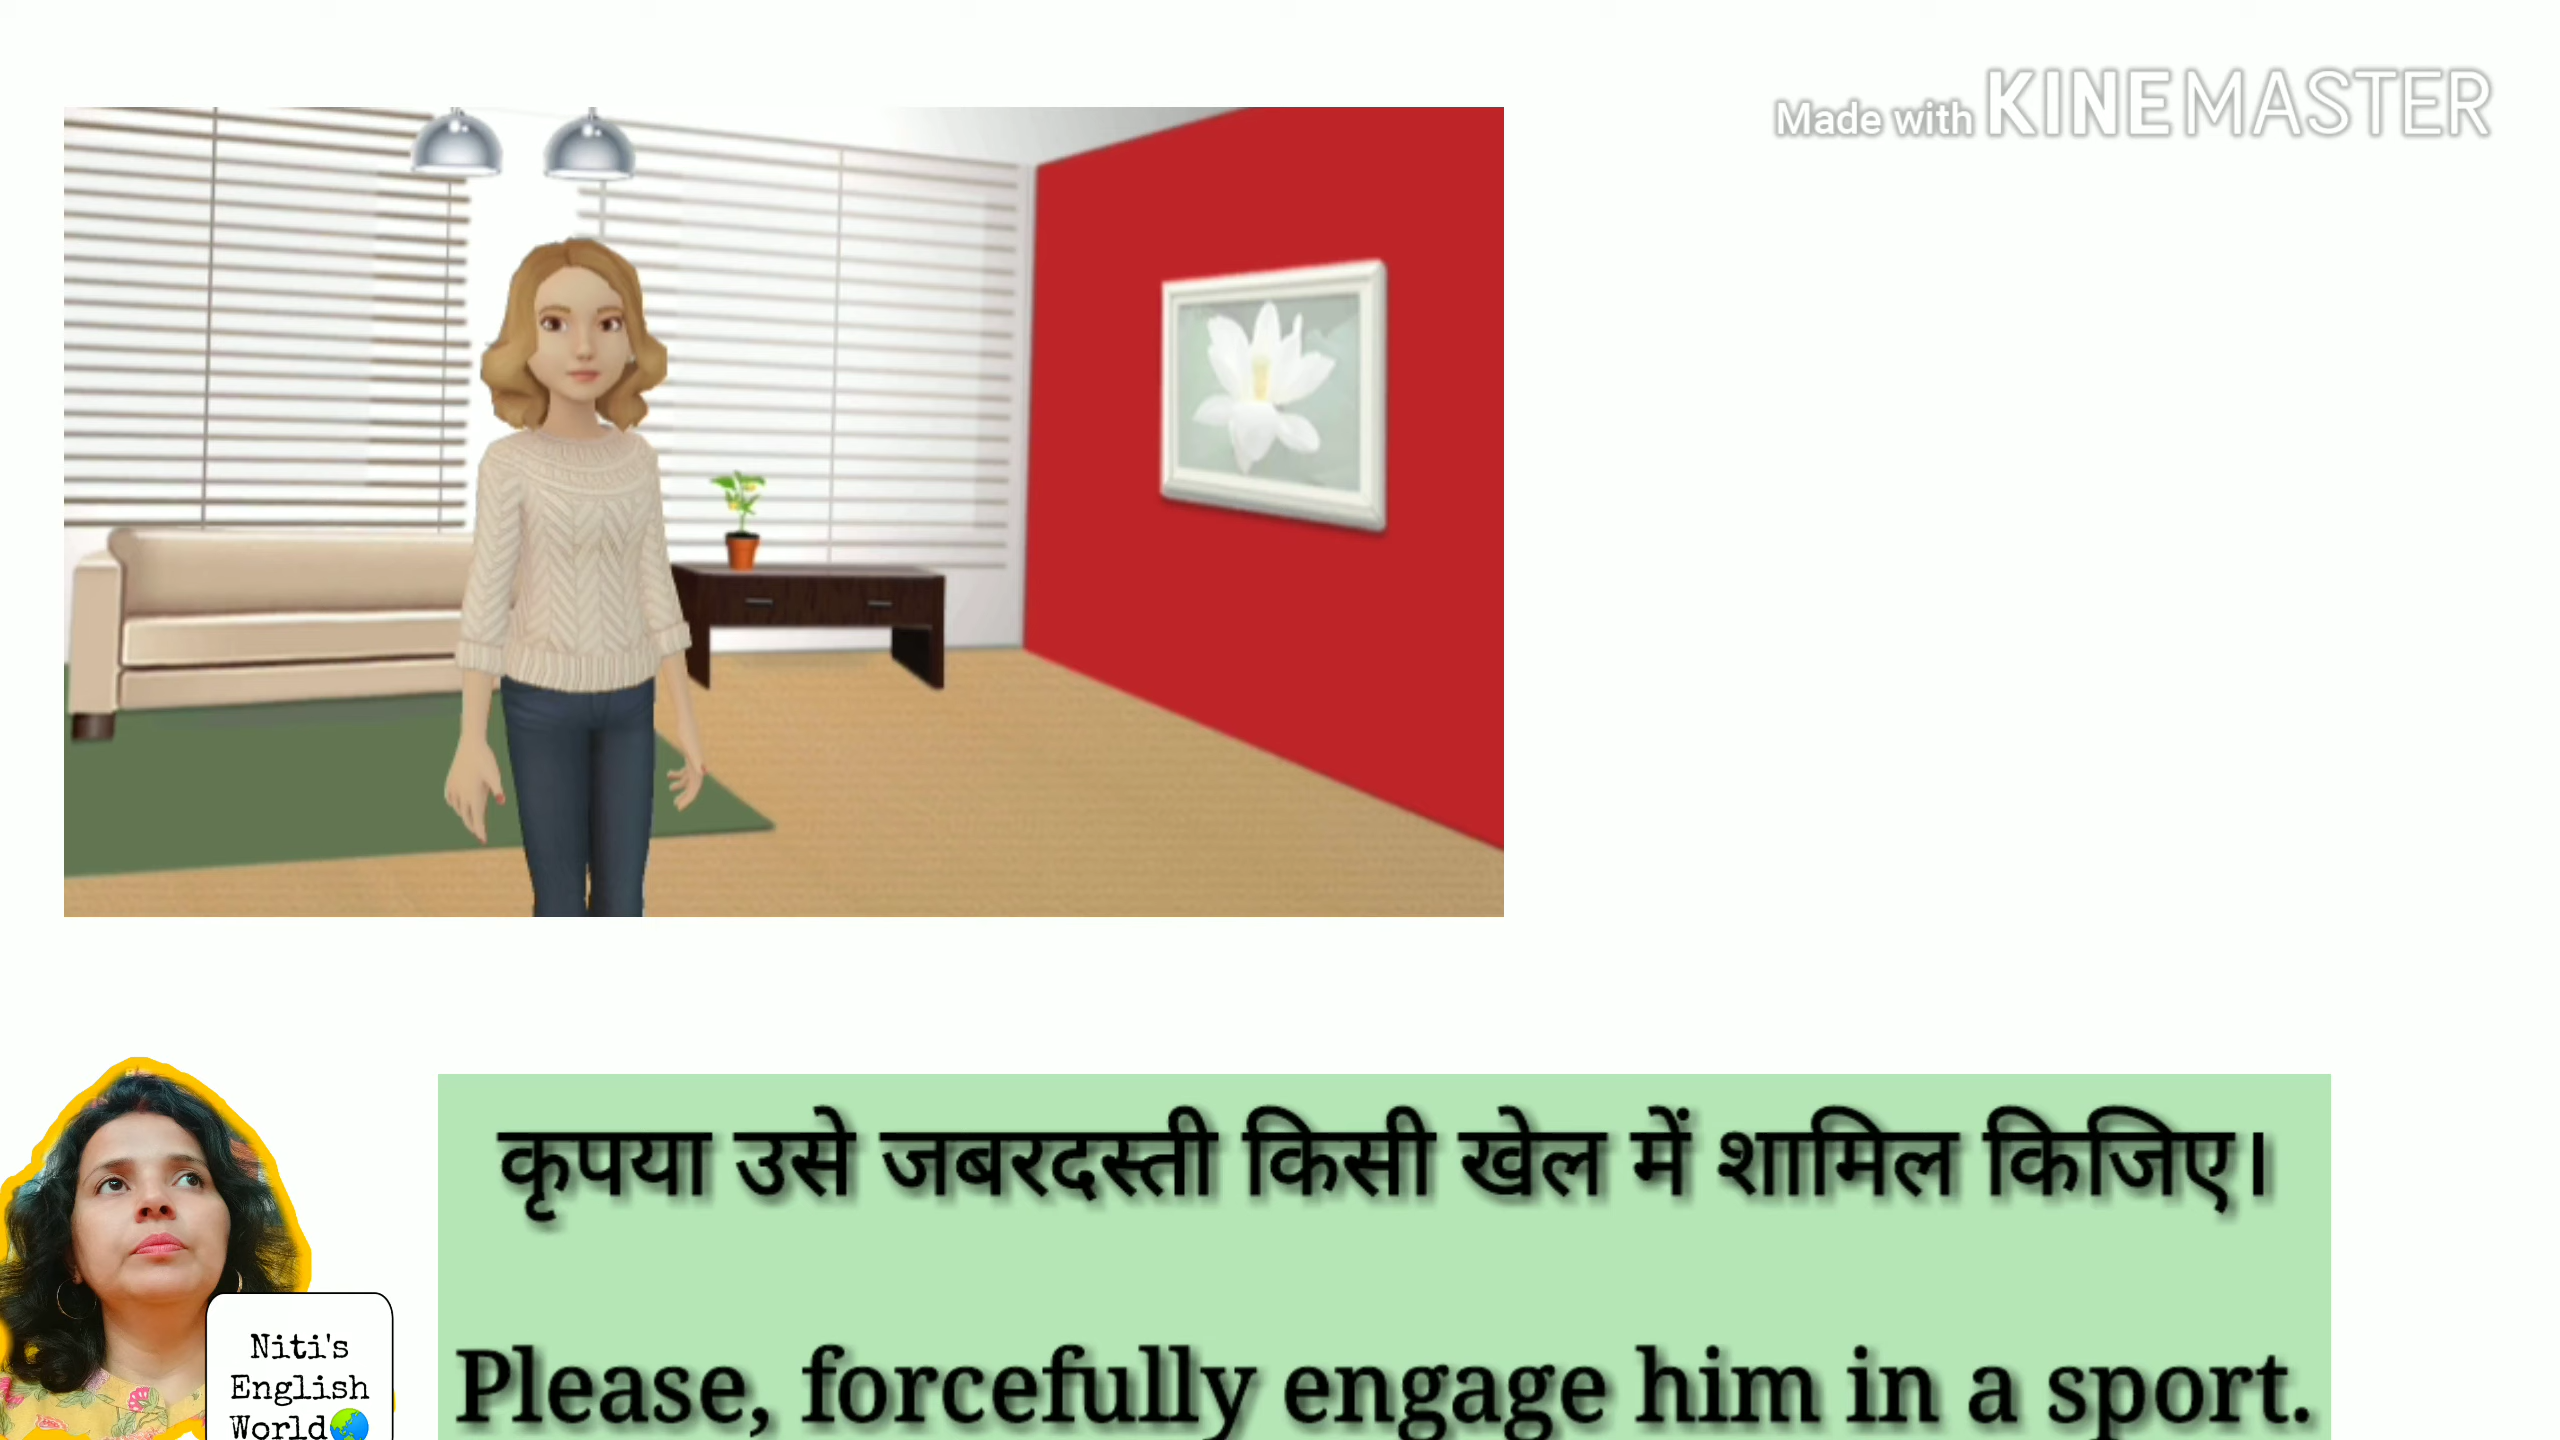 Made with KINEMASTER
कृपया उसे जबरदस्ती किसी खेल में शामिल किजिए।
Please, forcefully engage him in a sport.
Niti's
English
World🌏